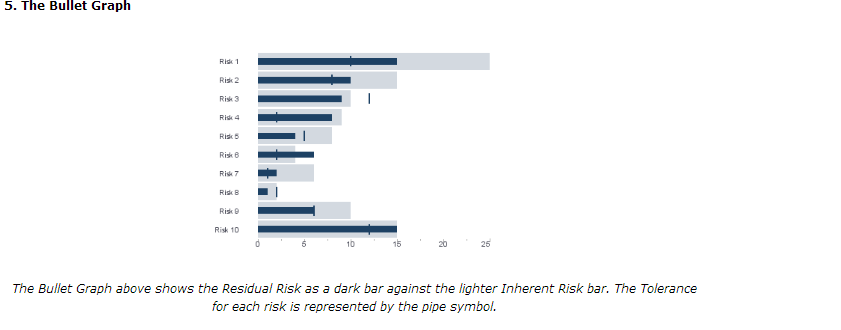 5. The Bullet Graph
Risk 1
Risk 2
Risk 3
Risk 4
Risk 5
Risk 6
Risk 7
Risk 8
Risk 9
Risk 10
0 5 10 15 20 25
The Bullet Graph above shows the Residual Risk as a dark bar against the lighter Inherent Risk bar. The Tolerance
for each risk is represented by the pipe symbol.